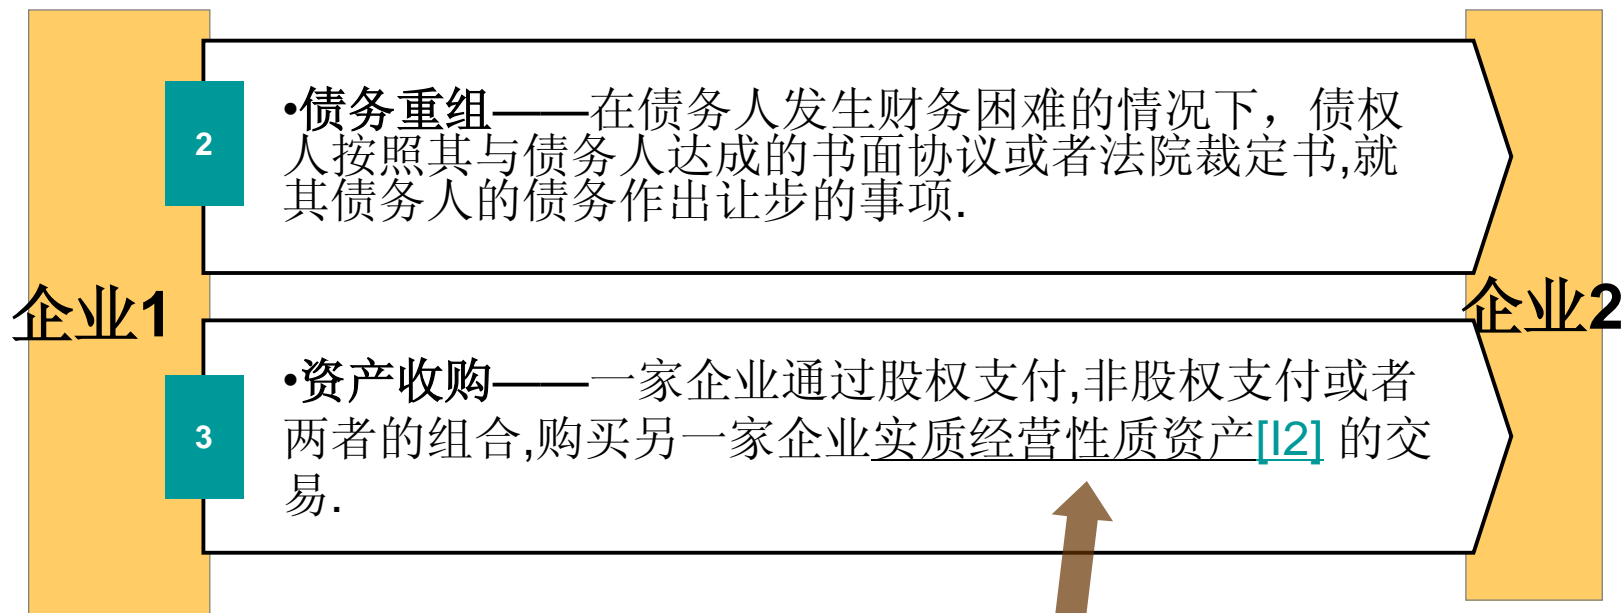 2
•债务重组——在债务人发生财务困难的情况下，债权
人按照其与债务人达成的书面协议或者法院裁定书,就
其债务人的债务作出让步的事项.
企业1
企业2
3
•资产收购——一家企业通过股权支付,非股权支付或者
两者的组合,购买另一家企业实质经营性质资产[I2] 的交
易.